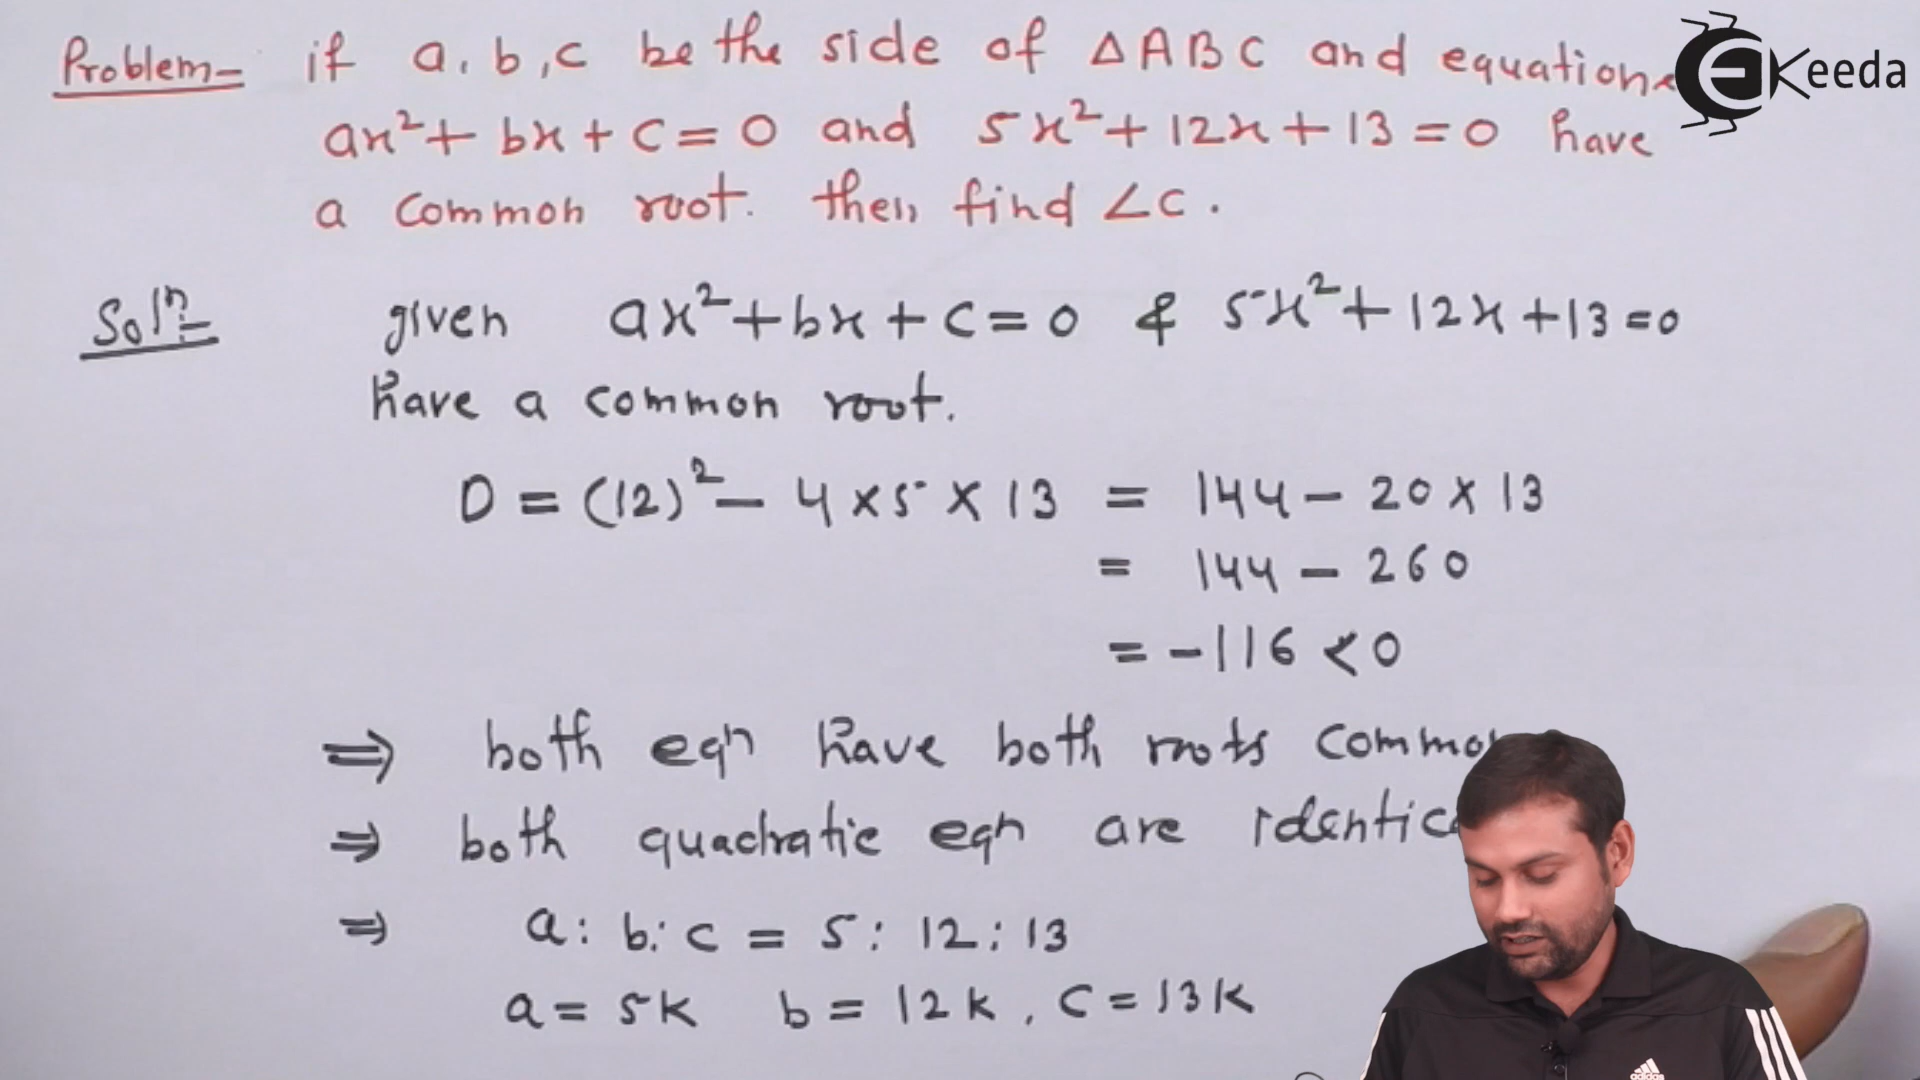 Problem- if a, b, c be the side of ΔABC and equation
ax²+ bx + c = 0 and 5x²+ 12x + 13 = 0 have
a common root. then find ∠C.
EKeeda
Solⁿ:- given ax²+bx + c = 0 & 5x²+ 12x +13 =0
have a common root.
D = (12)² - 4 x 5 x 13 = 144 - 20 x 13
= 144 - 260
= -116 < 0
⇒ both eqn have both roots
⇒ both quadratic eqn are
⇒ a: b: c = 5: 12: 13
a = 5K b = 12K, C = 13K
adidas